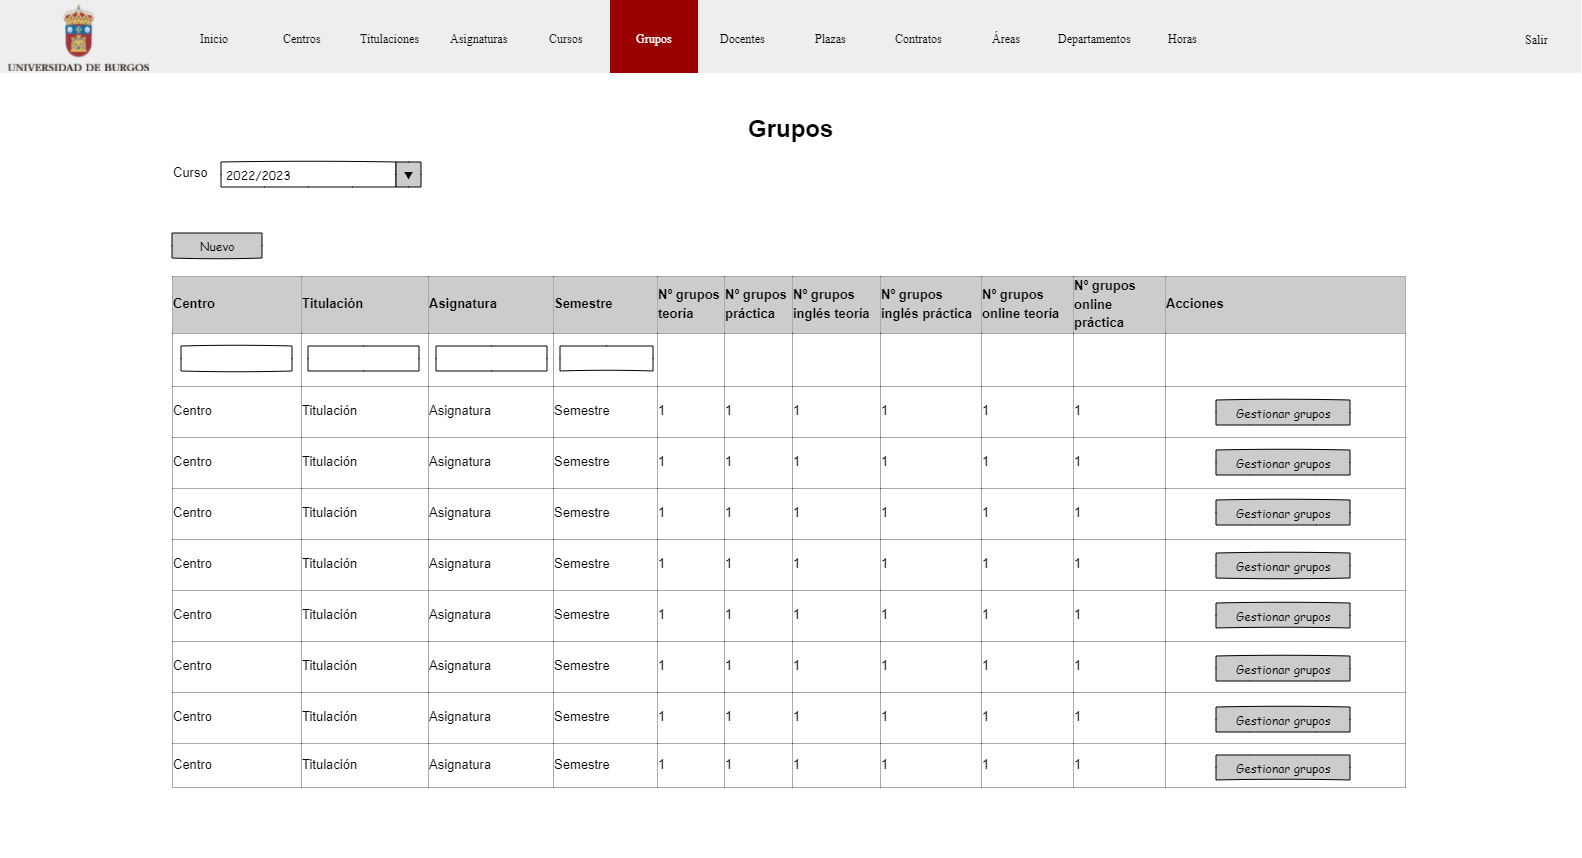 UNIVERSIDAD DE BURGOS
Inicio Centros Titulaciones Asignaturas Cursos Grupos Docentes Plazas Contratos Áreas Departamentos Horas Salir
Grupos
Curso 2022/2023 ▼
Nuevo
Centro Titulación Asignatura Semestre Nº grupos teoría Nº grupos práctica Nº grupos inglés teoría Nº grupos inglés práctica Nº grupos online teoría Nº grupos online práctica Acciones
Centro Titulación Asignatura Semestre 1 1 1 1 1 1 Gestionar grupos
Centro Titulación Asignatura Semestre 1 1 1 1 1 1 Gestionar grupos
Centro Titulación Asignatura Semestre 1 1 1 1 1 1 Gestionar grupos
Centro Titulación Asignatura Semestre 1 1 1 1 1 1 Gestionar grupos
Centro Titulación Asignatura Semestre 1 1 1 1 1 1 Gestionar grupos
Centro Titulación Asignatura Semestre 1 1 1 1 1 1 Gestionar grupos
Centro Titulación Asignatura Semestre 1 1 1 1 1 1 Gestionar grupos
Centro Titulación Asignatura Semestre 1 1 1 1 1 1 Gestionar grupos